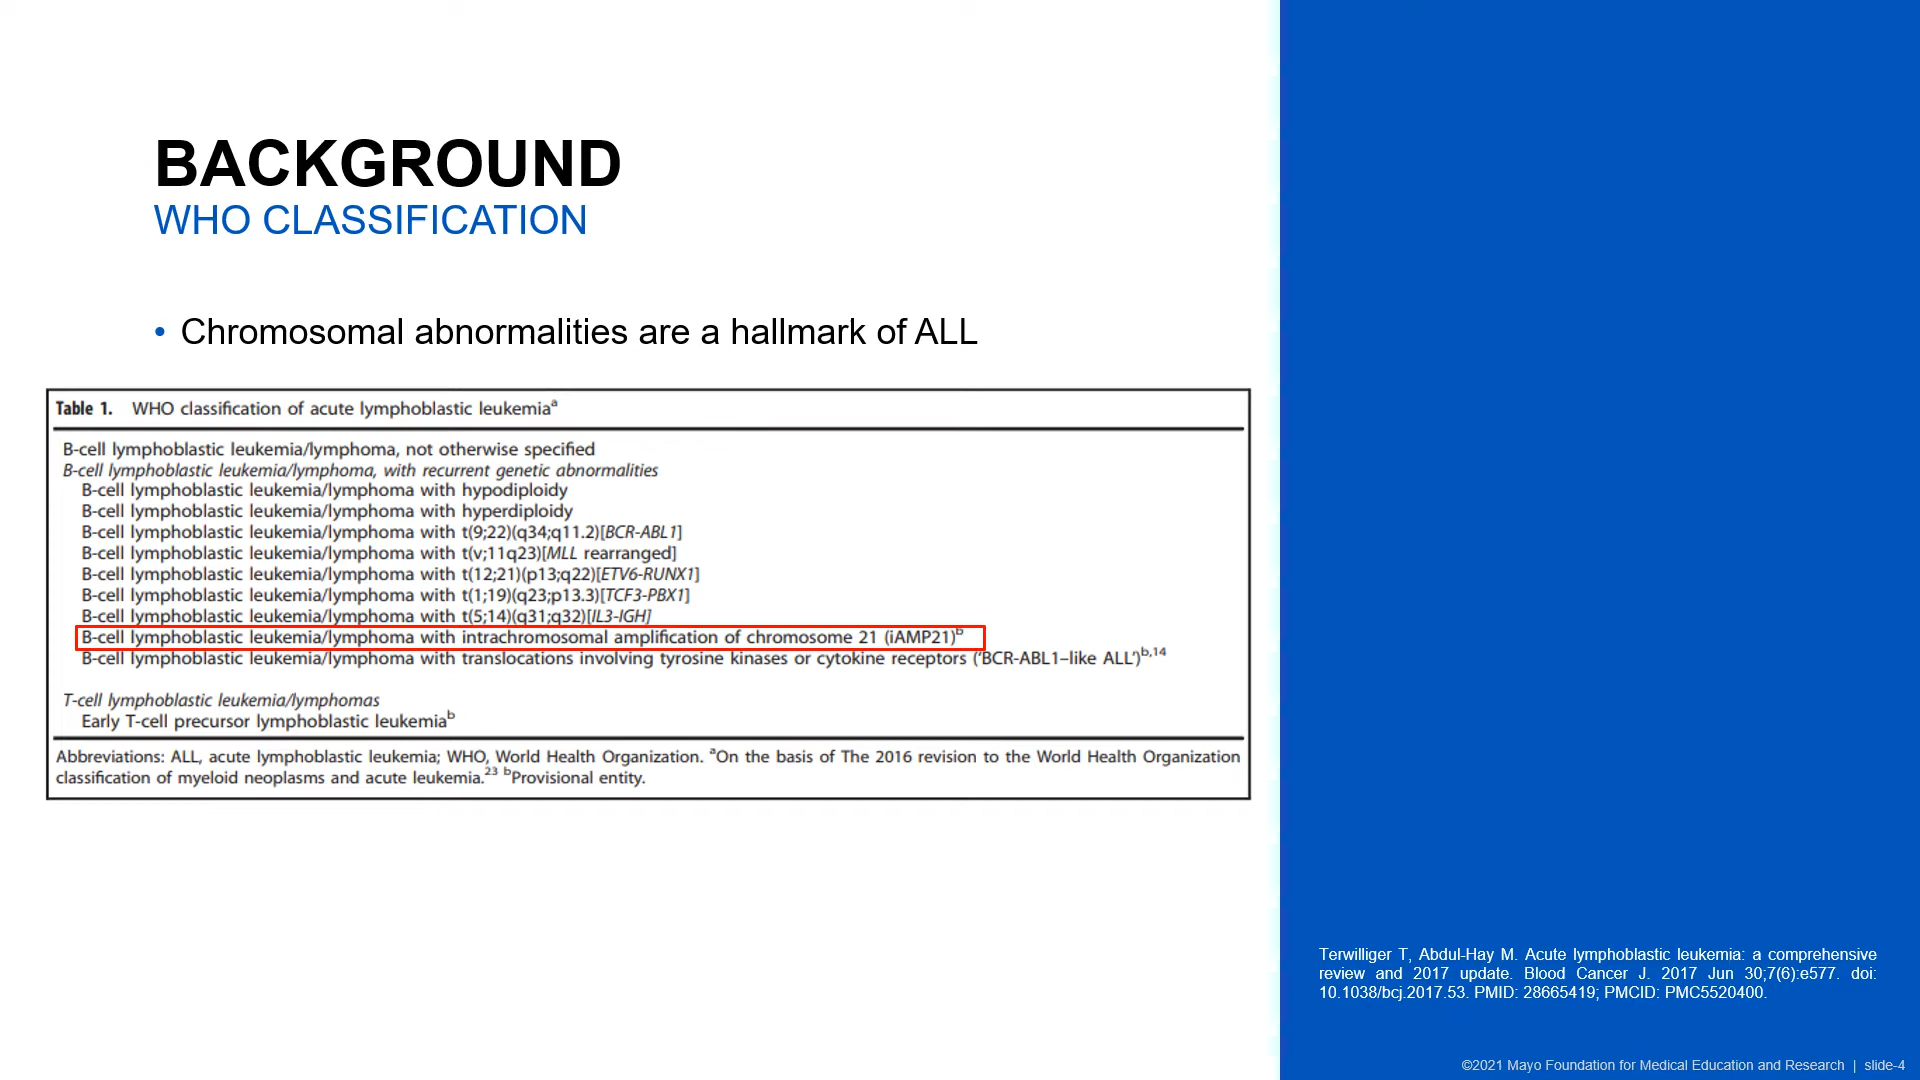 BACKGROUND
WHO CLASSIFICATION
• Chromosomal abnormalities are a hallmark of ALL
Table 1. WHO classification of acute lymphoblastic leukemiaᵃ
B-cell lymphoblastic leukemia/lymphoma, not otherwise specified
B-cell lymphoblastic leukemia/lymphoma, with recurrent genetic abnormalities
B-cell lymphoblastic leukemia/lymphoma with hypodiploidy
B-cell lymphoblastic leukemia/lymphoma with hyperdiploidy
B-cell lymphoblastic leukemia/lymphoma with t(9;22)(q34;q11.2)[BCR-ABL1]
B-cell lymphoblastic leukemia/lymphoma with t(v;11q23)[MLL rearranged]
B-cell lymphoblastic leukemia/lymphoma with t(12;21)(p13;q22)[ETV6-RUNX1]
B-cell lymphoblastic leukemia/lymphoma with t(1;19)(q23;p13.3)[TCF3-PBX1]
B-cell lymphoblastic leukemia/lymphoma with t(5;14)(q31;q32)[IL3-IGH]
B-cell lymphoblastic leukemia/lymphoma with intrachromosomal amplification of chromosome 21 (iAMP21)ᵇ
B-cell lymphoblastic leukemia/lymphoma with translocations involving tyrosine kinases or cytokine receptors ('BCR-ABL1–like ALL')ᵇ,¹⁴
T-cell lymphoblastic leukemia/lymphomas
Early T-cell precursor lymphoblastic leukemiaᵇ
Abbreviations: ALL, acute lymphoblastic leukemia; WHO, World Health Organization. ᵃOn the basis of The 2016 revision to the World Health Organization
classification of myeloid neoplasms and acute leukemia.²³ ᵇProvisional entity.
Terwilliger T, Abdul-Hay M. Acute lymphoblastic leukemia: a comprehensive
review and 2017 update. Blood Cancer J. 2017 Jun 30;7(6):e577. doi:
10.1038/bcj.2017.53. PMID: 28665419; PMCID: PMC5520400.
©2021 Mayo Foundation for Medical Education and Research | slide-4